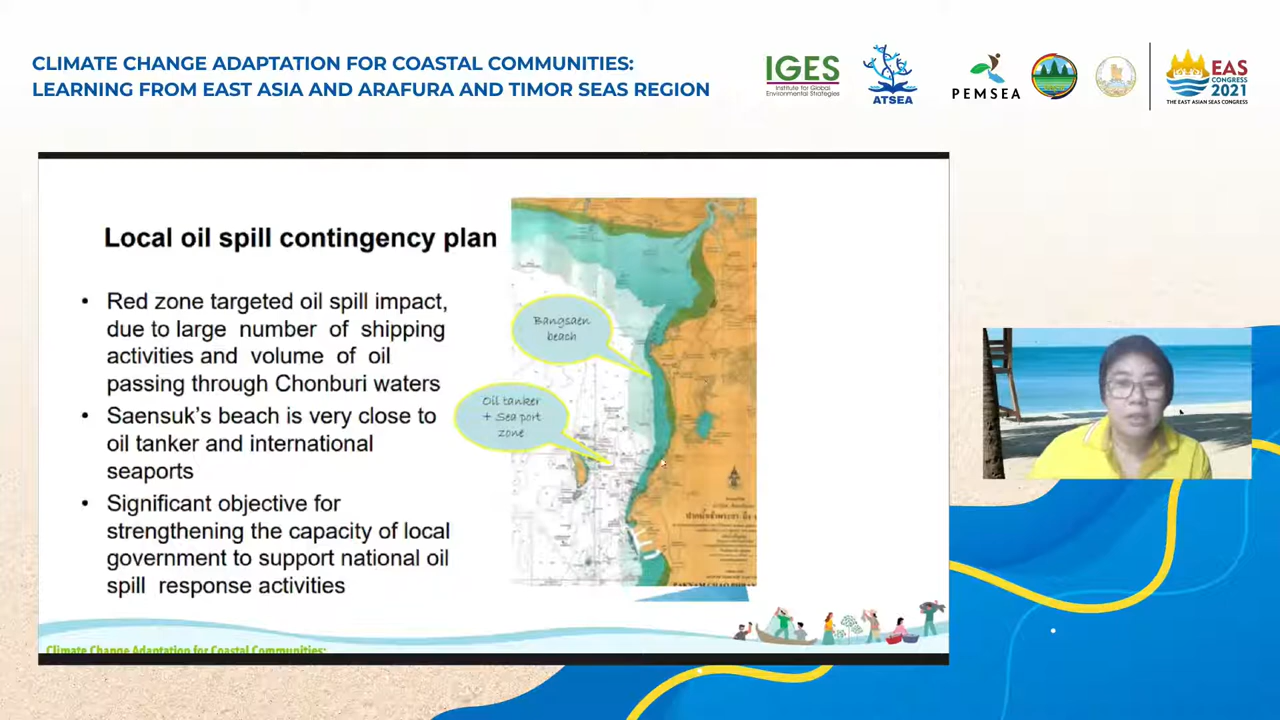 CLIMATE CHANGE ADAPTATION FOR COASTAL COMMUNITIES:
LEARNING FROM EAST ASIA AND ARAFURA AND TIMOR SEAS REGION
IGES
Institute for Global
Environmental Strategies
ATSEA
PEMSEA
EAS
CONGRESS
2021
THE EAST ASIAN SEAS CONGRESS
Local oil spill contingency plan
• Red zone targeted oil spill impact,
due to large number of shipping
activities and volume of oil
passing through Chonburi waters
• Saensuk's beach is very close to
oil tanker and international
seaports
• Significant objective for
strengthening the capacity of local
government to support national oil
spill response activities
Bangsaen
beach
Oil tanker
+ Sea port
zone
Climate Change Adaptation for Coastal Communities: